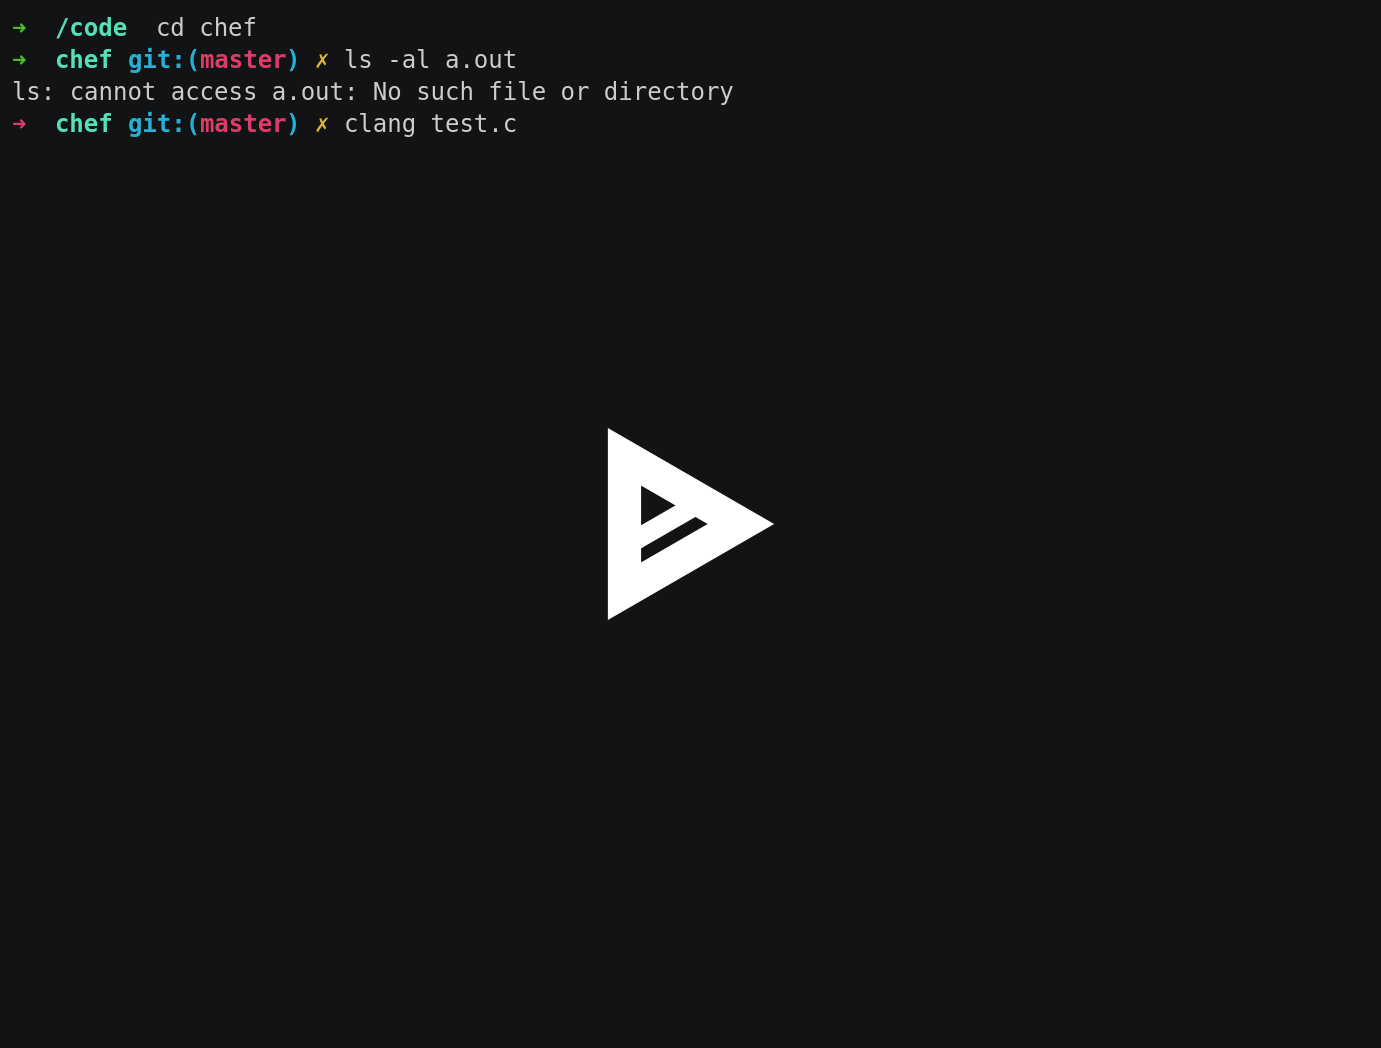 ➜  /code  cd chef
➜  chef git:(master) ✗ ls -al a.out
ls: cannot access a.out: No such file or directory
➜  chef git:(master) ✗ clang test.c